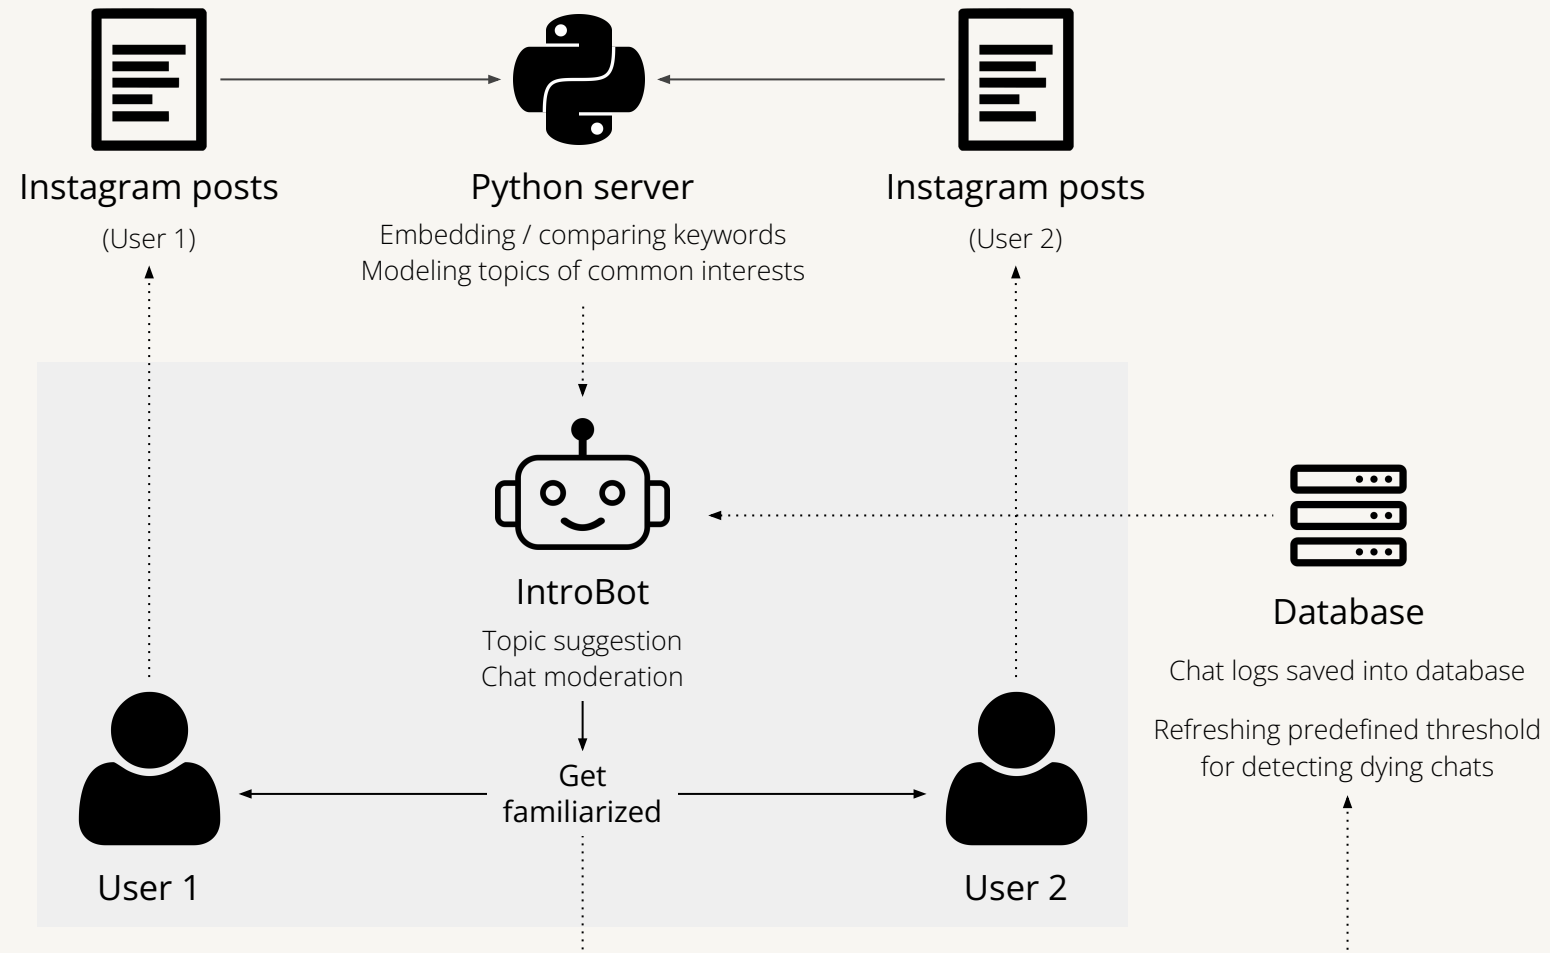 Instagram posts
(User 1)
Python server
Embedding / comparing keywords
Modeling topics of common interests
Instagram posts
(User 2)
IntroBot
Topic suggestion
Chat moderation
Get
familiarized
User 1
User 2
Database
Chat logs saved into database
Refreshing predefined threshold
for detecting dying chats